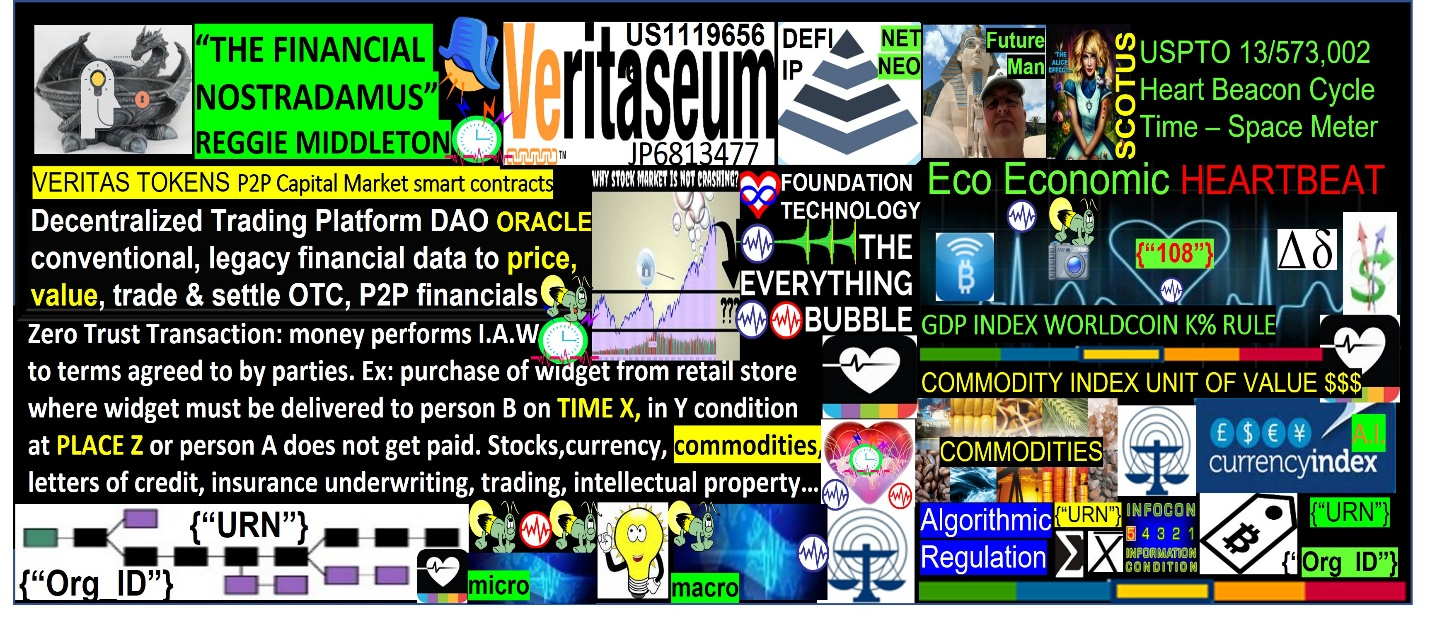 “THE FINANCIAL
NOSTRADAMUS”
REGGIE MIDDLETON
US1119656
Veritaseum
TM
JP6813477
DEFI
IP
NET
NEO
Future
Man
"THE
ALICE
EFFECT"
SCOTUS
USPTO 13/573,002
Heart Beacon Cycle
Time – Space Meter
VERITAS TOKENS P2P Capital Market smart contracts
Decentralized Trading Platform DAO ORACLE
conventional, legacy financial data to price,
value, trade & settle OTC, P2P financials
Zero Trust Transaction: money performs I.A.W
to terms agreed to by parties. Ex: purchase of widget from retail store
where widget must be delivered to person B on TIME X, in Y condition
at PLACE Z or person A does not get paid. Stocks,currency, commodities,
letters of credit, insurance underwriting, trading, intellectual property...
WHY STOCK MARKET IS NOT CRASHING?
???
FOUNDATION
TECHNOLOGY
THE
EVERYTHING
BUBBLE
Eco Economic HEARTBEAT
{“108”}
Δδ
GDP INDEX WORLDCOIN K% RULE
COMMODITY INDEX UNIT OF VALUE $$$
COMMODITIES
£ $ € ¥
A.I.
currencyindex
{“URN”}
{“Org_ID”}
micro
macro
Algorithmic
Regulation
{“URN”}
Σ X
INFOCON
5 4 3 2 1
INFORMATION
CONDITION
{“URN”}
{“Org ID”}